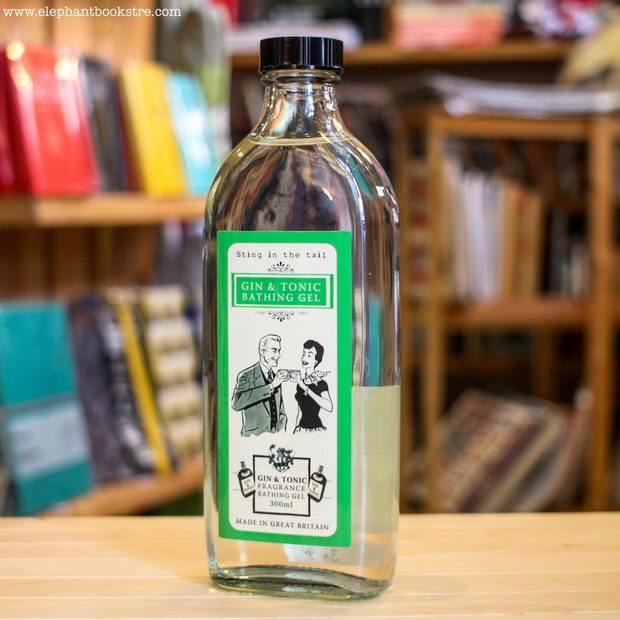 www.elephantbookstre.com
Sting in the tail
GIN & TONIC
BATHING GEL
GIN & TONIC
FRAGRANCE
BATHING GEL
300ml
MADE IN GREAT BRITAIN